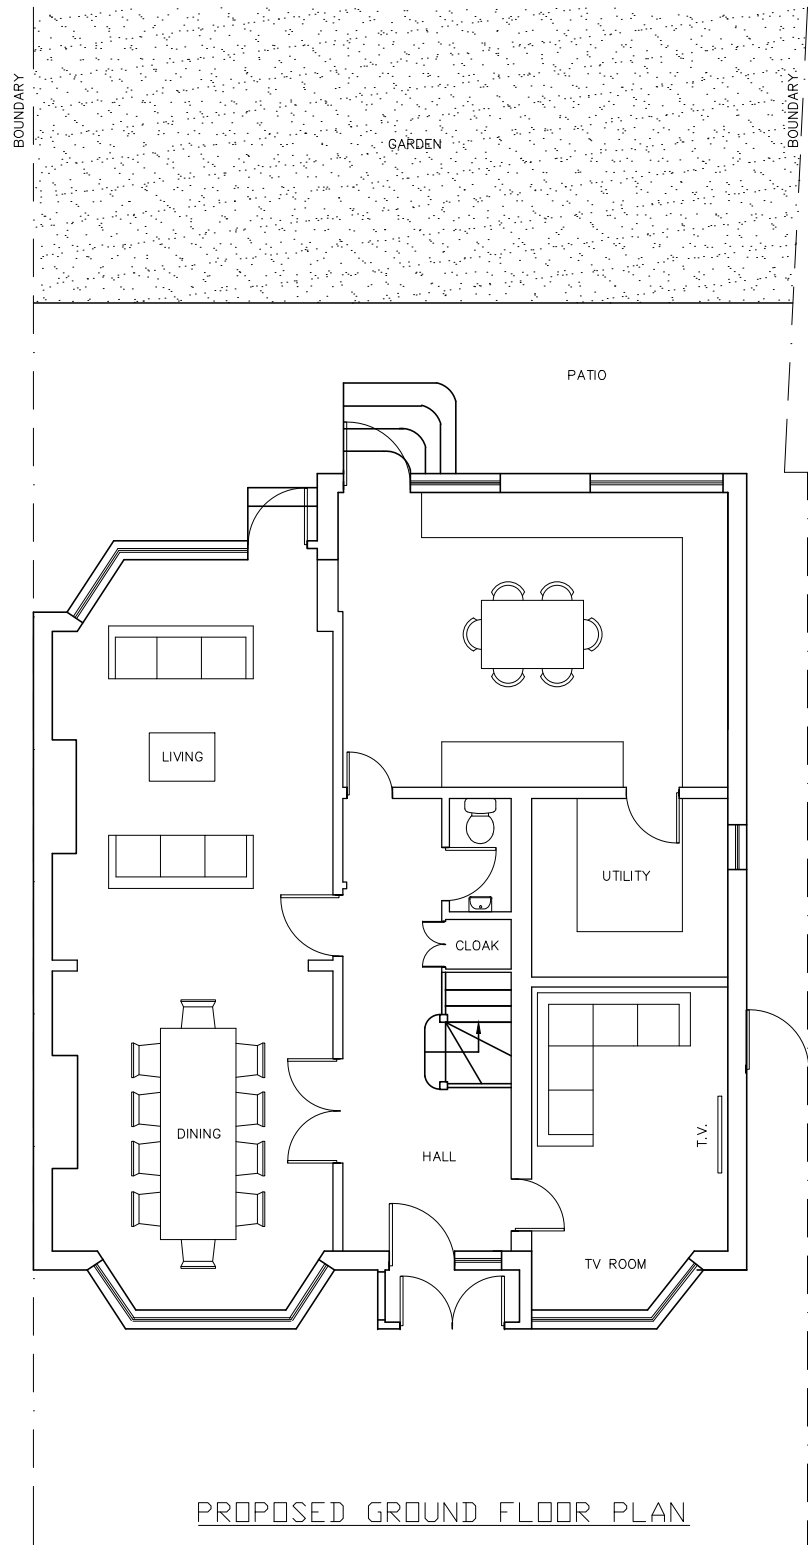 BOUNDARY
BOUNDARY
GARDEN
PATIO
LIVING
UTILITY
CLOAK
DINING
T.V.
HALL
TV ROOM
PROPOSED GROUND FLOOR PLAN